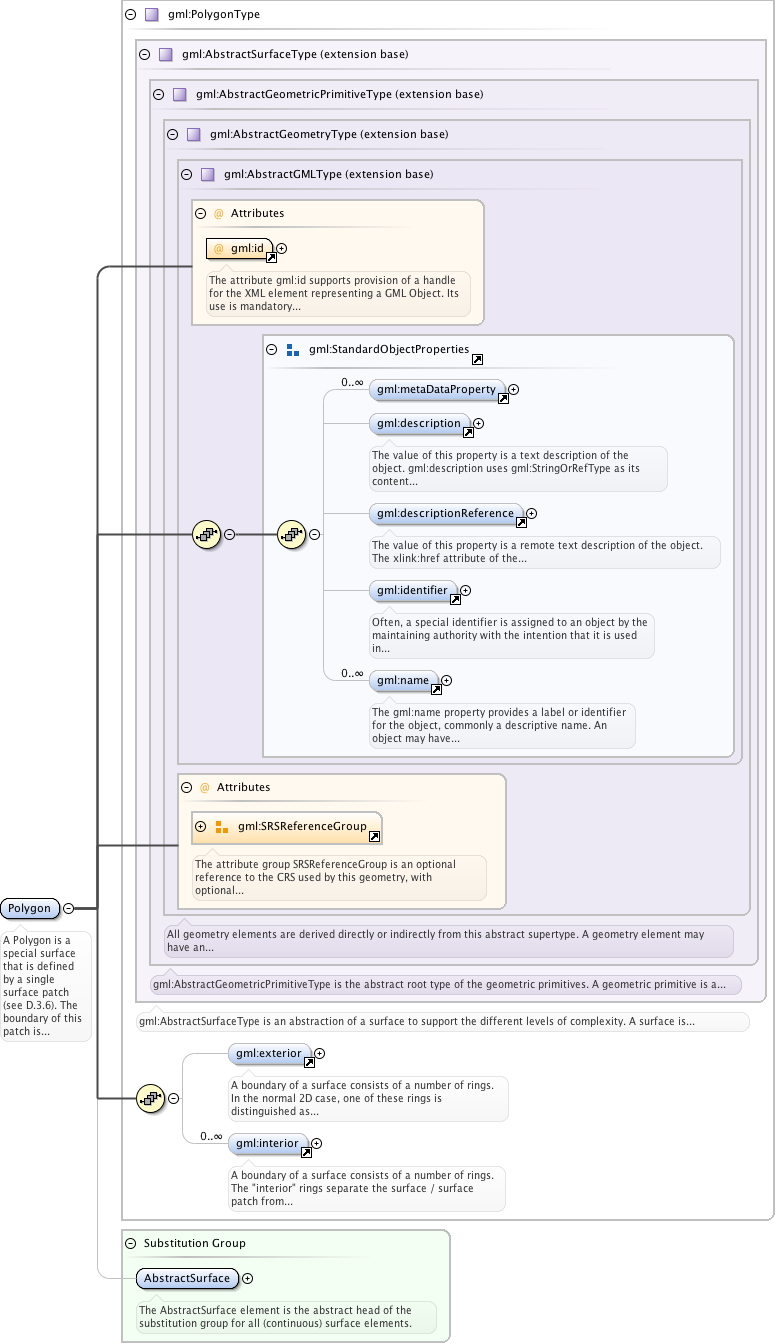 gml:PolygonType
gml:AbstractSurfaceType (extension base)
gml:AbstractGeometricPrimitiveType (extension base)
gml:AbstractGeometryType (extension base)
gml:AbstractGMLType (extension base)
@ Attributes
@ gml:id
The attribute gml:id supports provision of a handle
for the XML element representing a GML Object. Its
use is mandatory...
gml:StandardObjectProperties
0..∞
gml:metaDataProperty
gml:description
The value of this property is a text description of the
object. gml:description uses gml:StringOrRefType as its
content...
gml:descriptionReference
The value of this property is a remote text description of the object.
The xlink:href attribute of the...
gml:identifier
Often, a special identifier is assigned to an object by the
maintaining authority with the intention that it is used
in...
0..∞
gml:name
The gml:name property provides a label or identifier
for the object, commonly a descriptive name. An
object may have...
@ Attributes
gml:SRSReferenceGroup
The attribute group SRSReferenceGroup is an optional
reference to the CRS used by this geometry, with
optional...
Polygon
A Polygon is a
special surface
that is defined
by a single
surface patch
(see D.3.6). The
boundary of this
patch is...
All geometry elements are derived directly or indirectly from this abstract supertype. A geometry element may
have an...
gml:AbstractGeometricPrimitiveType is the abstract root type of the geometric primitives. A geometric primitive is a...
gml:AbstractSurfaceType is an abstraction of a surface to support the different levels of complexity. A surface is...
gml:exterior
A boundary of a surface consists of a number of rings.
In the normal 2D case, one of these rings is
distinguished as...
0..∞
gml:interior
A boundary of a surface consists of a number of rings.
The "interior" rings separate the surface / surface
patch from...
Substitution Group
AbstractSurface
The AbstractSurface element is the abstract head of the
substitution group for all (continuous) surface elements.